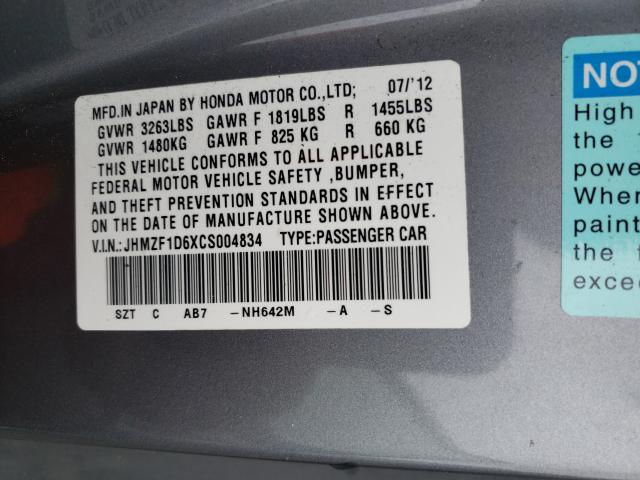 MFD.IN JAPAN BY HONDA MOTOR CO.,LTD; 07/'12
GVWR 3263LBS GAWR F 1819LBS R 1455LBS
GVWR 1480KG GAWR F 825 KG R 660 KG
THIS VEHICLE CONFORMS TO ALL APPLICABLE
FEDERAL MOTOR VEHICLE SAFETY ,BUMPER,
AND THEFT PREVENTION STANDARDS IN EFFECT
ON THE DATE OF MANUFACTURE SHOWN ABOVE.
V.I.N.:JHMZF1D6XCS004834 TYPE:PASSENGER CAR
SZT C AB7 -NH642M -A -S
High
the
powe
When
paint
the f
excee